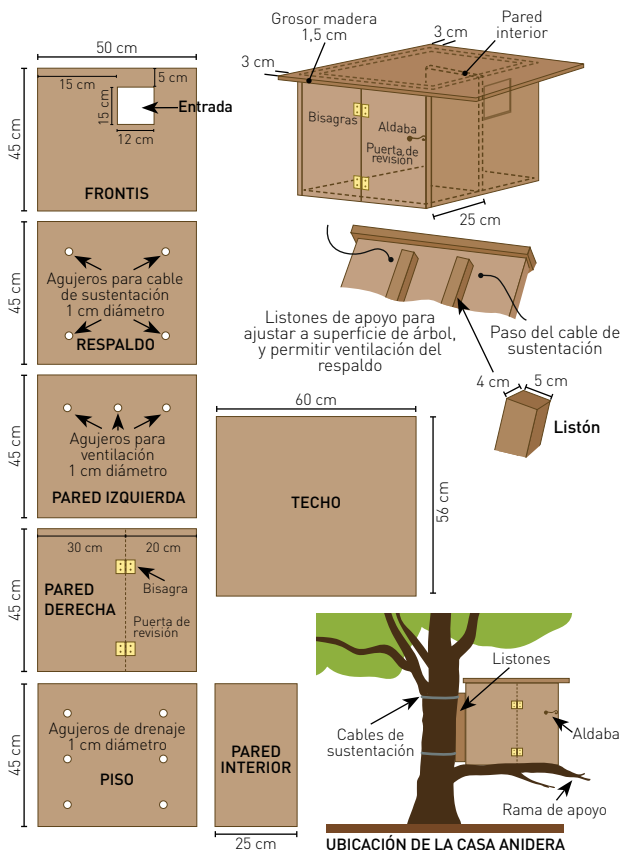 50 cm
15 cm
5 cm
15 cm
Entrada
12 cm
45 cm
FRONTIS
Grosor madera
1,5 cm
3 cm
3 cm
Pared
interior
Bisagras
Aldaba
Puerta de
revisión
25 cm
45 cm
Agujeros para cable
de sustentación
1 cm diámetro
RESPALDO
Listones de apoyo para
ajustar a superficie de árbol,
y permitir ventilación del
respaldo
Paso del cable de
sustentación
4 cm
5 cm
Listón
45 cm
Agujeros para
ventilación
1 cm diámetro
PARED IZQUIERDA
60 cm
TECHO
56 cm
45 cm
30 cm
20 cm
Bisagra
PARED
DERECHA
Puerta de
revisión
45 cm
Agujeros de drenaje
1 cm diámetro
PISO
PARED
INTERIOR
25 cm
Listones
Cables de
sustentación
Aldaba
Rama de apoyo
UBICACIÓN DE LA CASA ANIDERA